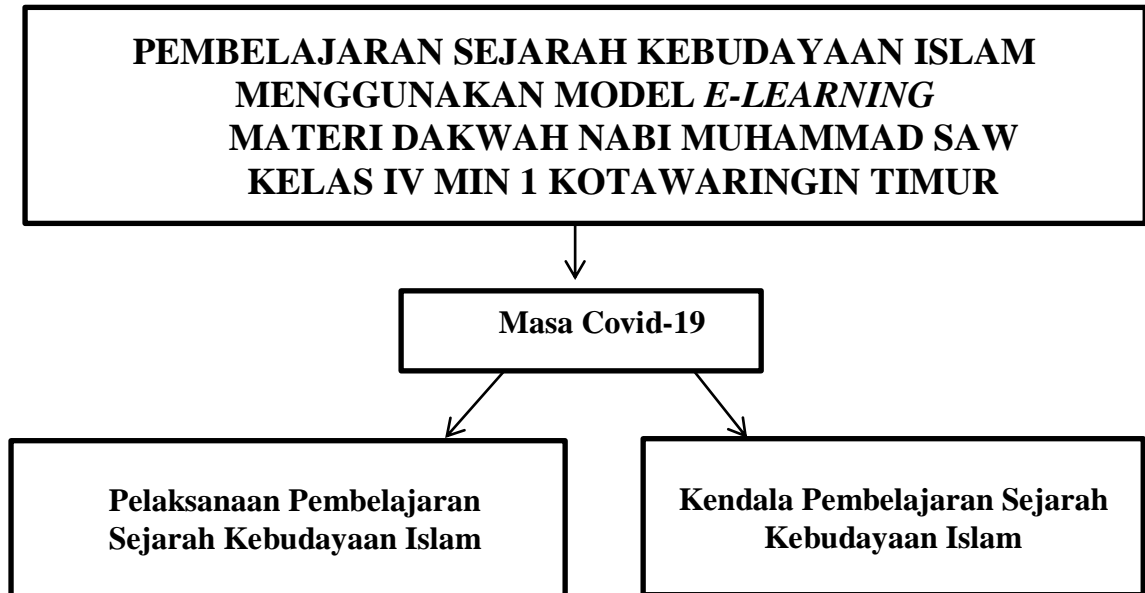 PEMBELAJARAN SEJARAH KEBUDAYAAN ISLAM
MENGGUNAKAN MODEL E-LEARNING
MATERI DAKWAH NABI MUHAMMAD SAW
KELAS IV MIN 1 KOTAWARINGIN TIMUR
Masa Covid-19
Pelaksanaan Pembelajaran
Sejarah Kebudayaan Islam
Kendala Pembelajaran Sejarah
Kebudayaan Islam